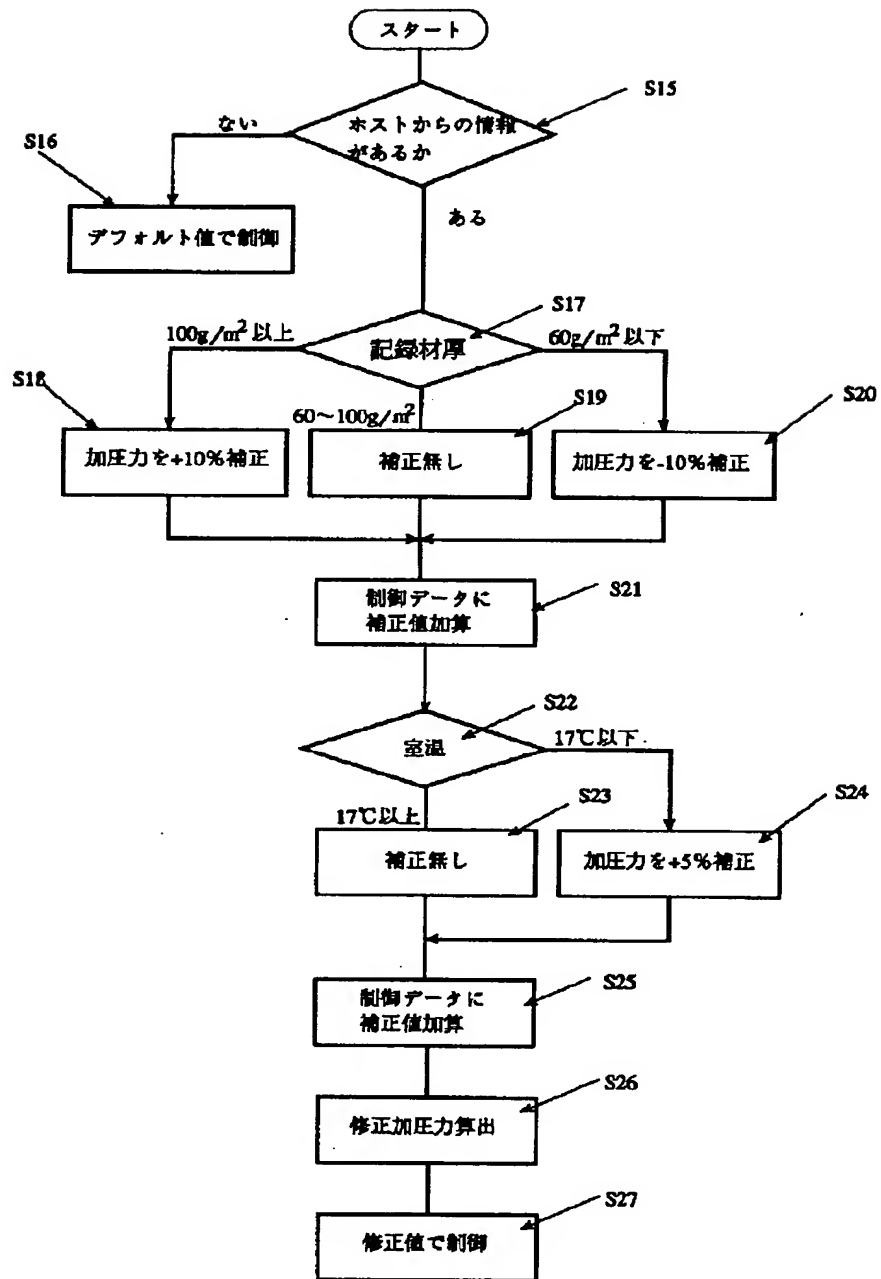 スタート
S15
ホストからの情報
があるか
ない
S16
デフォルト値で制御
ある
S17
100g/m²以上
記録材厚
60g/m²以下
S18
60～100g/m²
S19
S20
加圧力を+10%補正
補正無し
加圧力を-10%補正
S21
制御データに
補正値加算
S22
室温
17℃以下
17℃以上
S23
S24
補正無し
加圧力を+5%補正
S25
制御データに
補正値加算
S26
修正加圧力算出
S27
修正値で制御